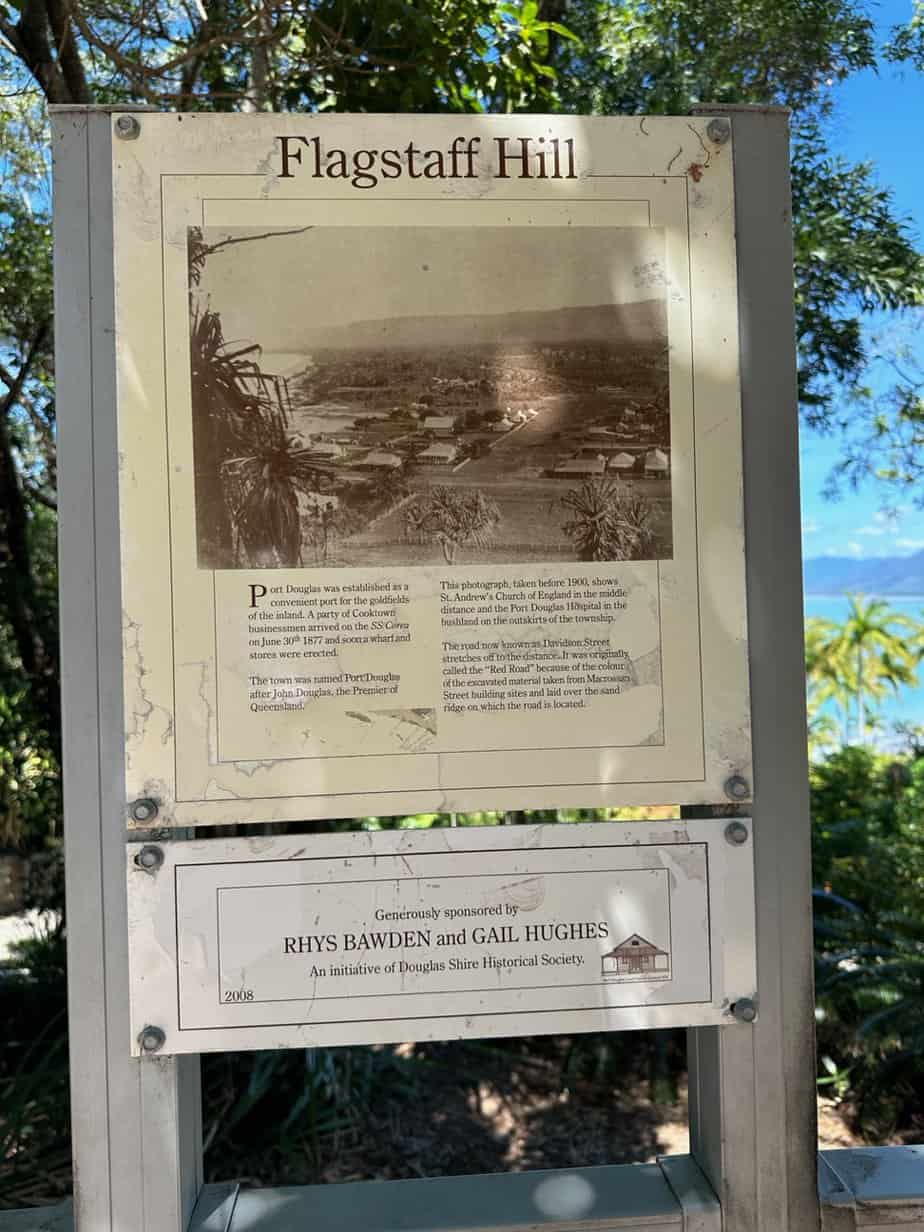 Flagstaff Hill
Port Douglas was established as a
convenient port for the goldfields
of the inland. A party of Cooktown
businessmen arrived on the SS Corea
on June 30th 1877 and soon a wharf and
stores were erected.
The town was named Port Douglas
after John Douglas, the Premier of
Queensland.
This photograph, taken before 1900, shows
St. Andrew's Church of England in the middle
distance and the Port Douglas Hospital in the
bushland on the outskirts of the township.
The road now known as Davidson Street
stretches off to the distance. It was originally
called the "Red Road" because of the colour
of the excavated material taken from Macrossan
Street building sites and laid over the sand
ridge on which the road is located.
Generously sponsored by
RHYS BAWDEN and GAIL HUGHES
An initiative of Douglas Shire Historical Society.
2008